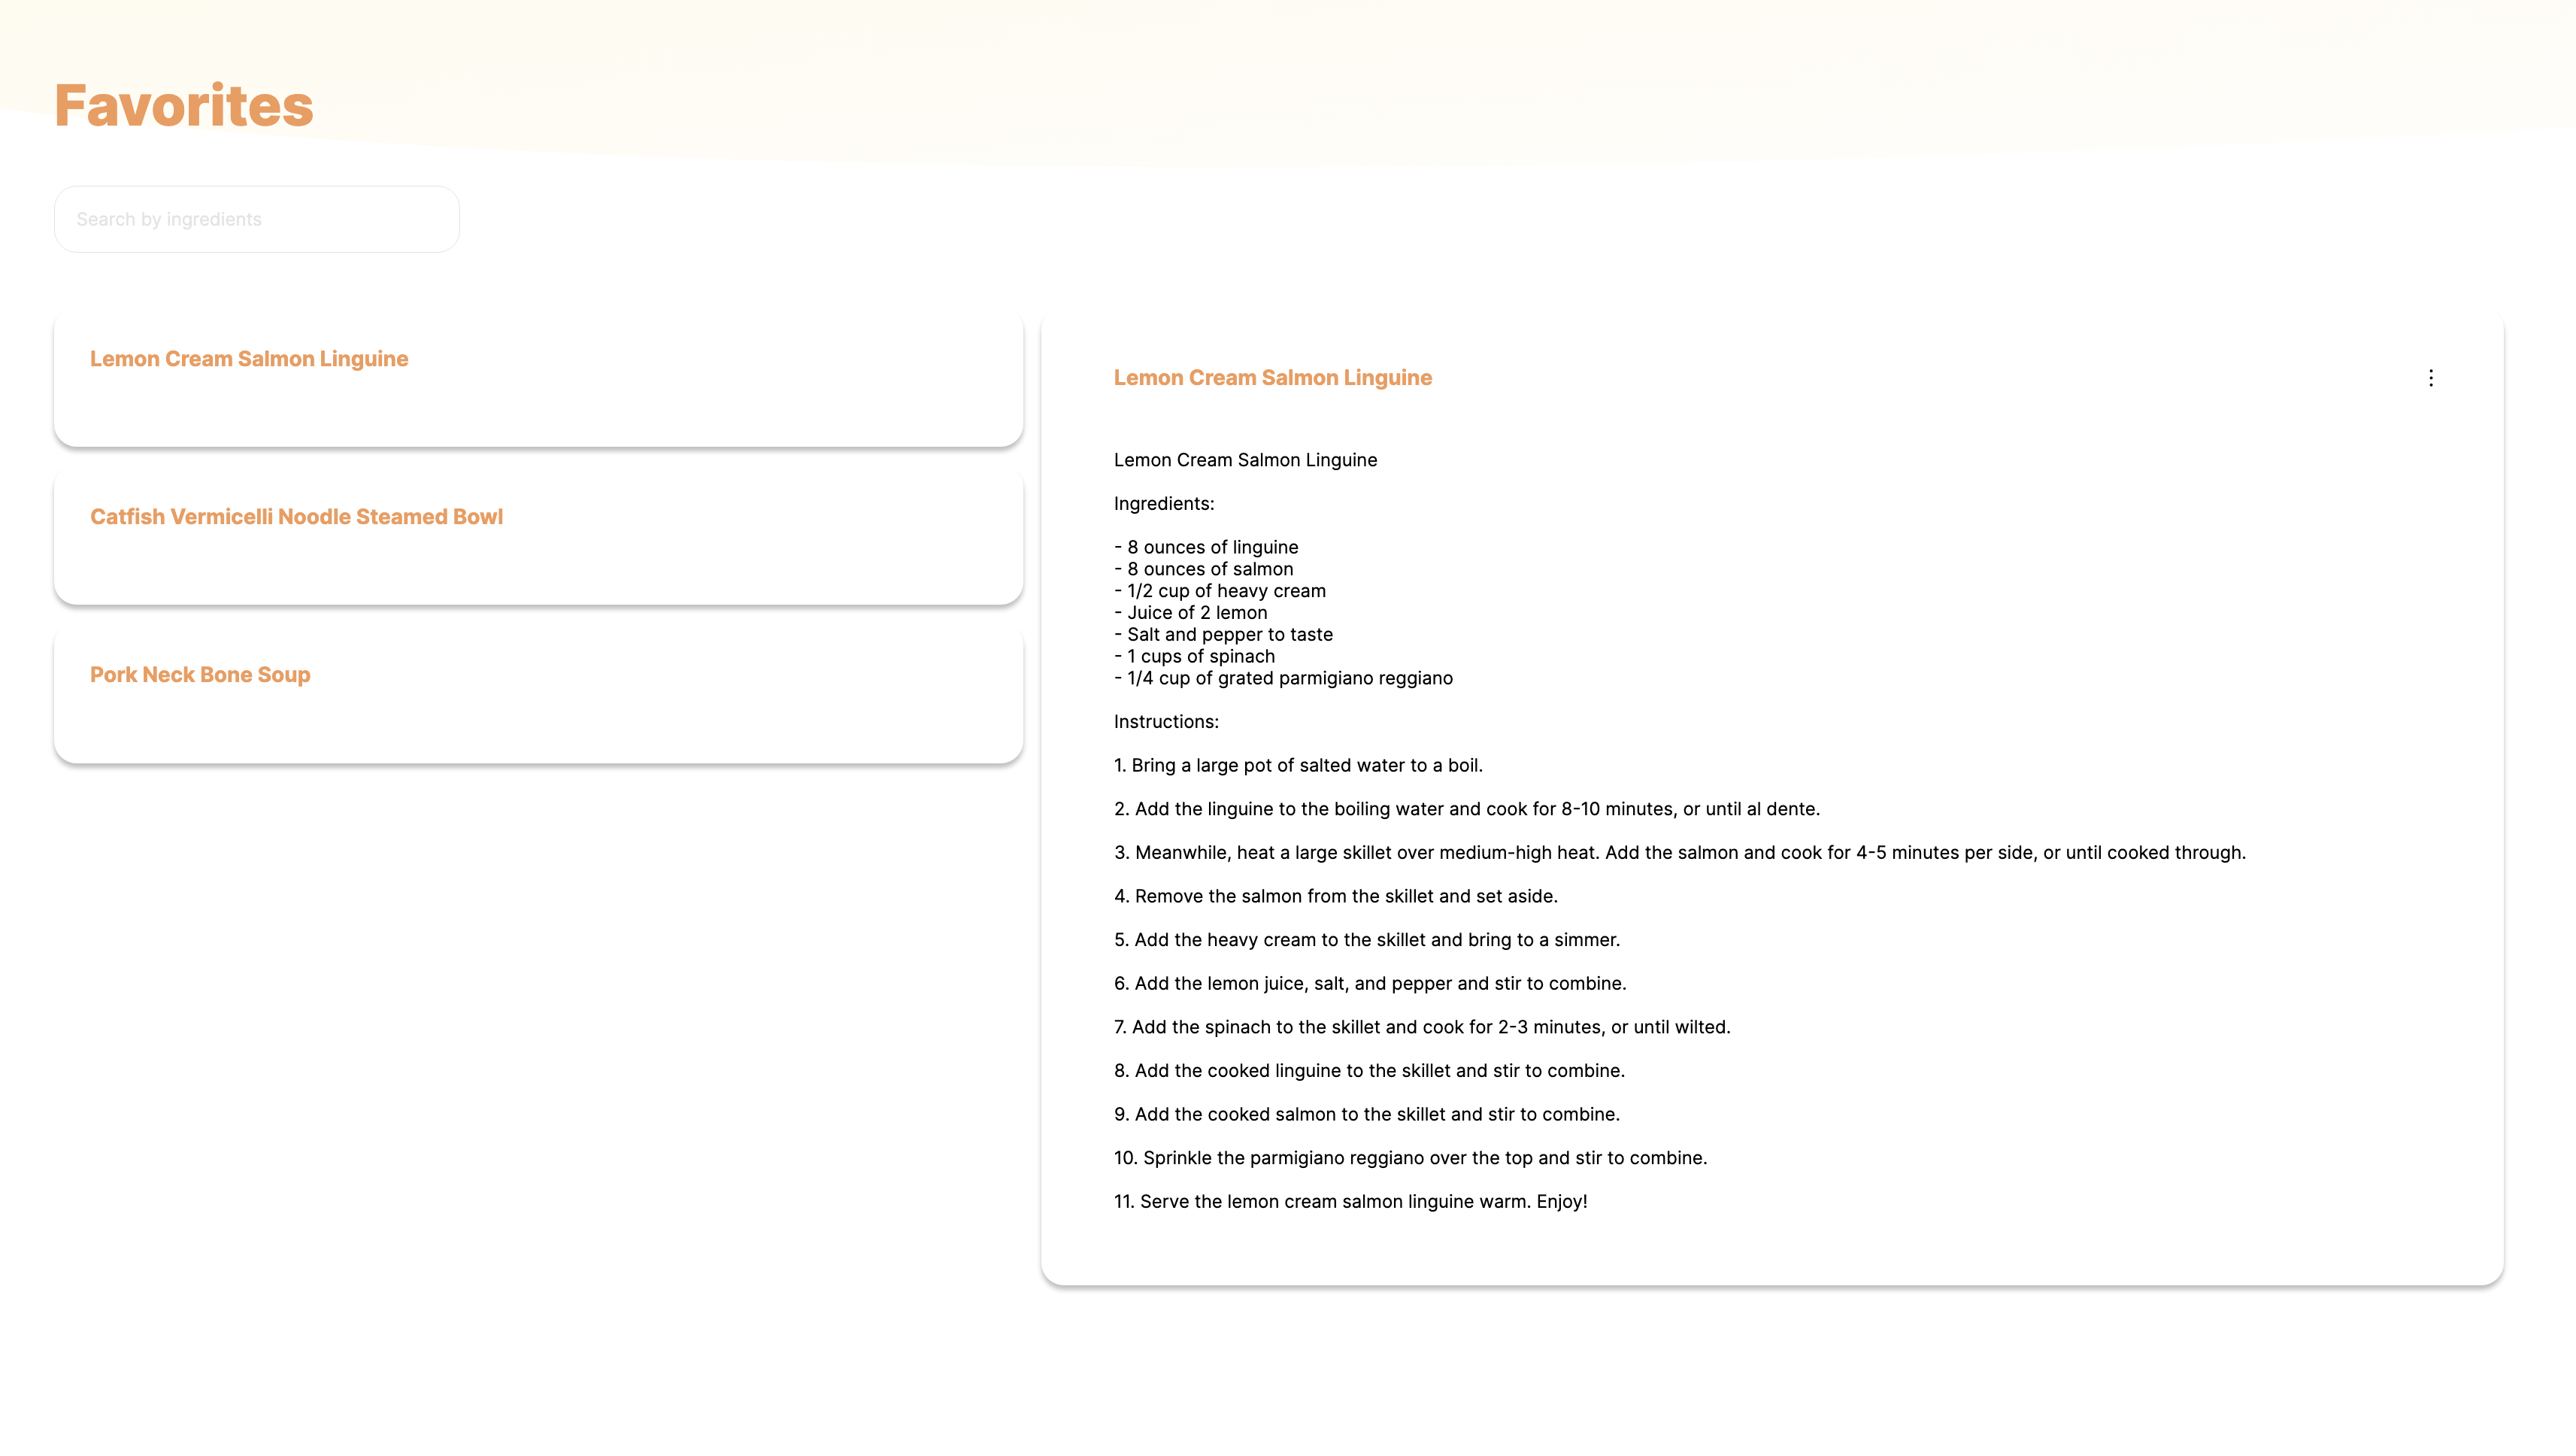 Favorites
Search by ingredients
Lemon Cream Salmon Linguine
Catfish Vermicelli Noodle Steamed Bowl
Pork Neck Bone Soup
Lemon Cream Salmon Linguine
Lemon Cream Salmon Linguine
Ingredients:
- 8 ounces of linguine
- 8 ounces of salmon
- 1/2 cup of heavy cream
- Juice of 2 lemon
- Salt and pepper to taste
- 1 cups of spinach
- 1/4 cup of grated parmigiano reggiano
Instructions:
1. Bring a large pot of salted water to a boil.
2. Add the linguine to the boiling water and cook for 8-10 minutes, or until al dente.
3. Meanwhile, heat a large skillet over medium-high heat. Add the salmon and cook for 4-5 minutes per side, or until cooked through.
4. Remove the salmon from the skillet and set aside.
5. Add the heavy cream to the skillet and bring to a simmer.
6. Add the lemon juice, salt, and pepper and stir to combine.
7. Add the spinach to the skillet and cook for 2-3 minutes, or until wilted.
8. Add the cooked linguine to the skillet and stir to combine.
9. Add the cooked salmon to the skillet and stir to combine.
10. Sprinkle the parmigiano reggiano over the top and stir to combine.
11. Serve the lemon cream salmon linguine warm. Enjoy!